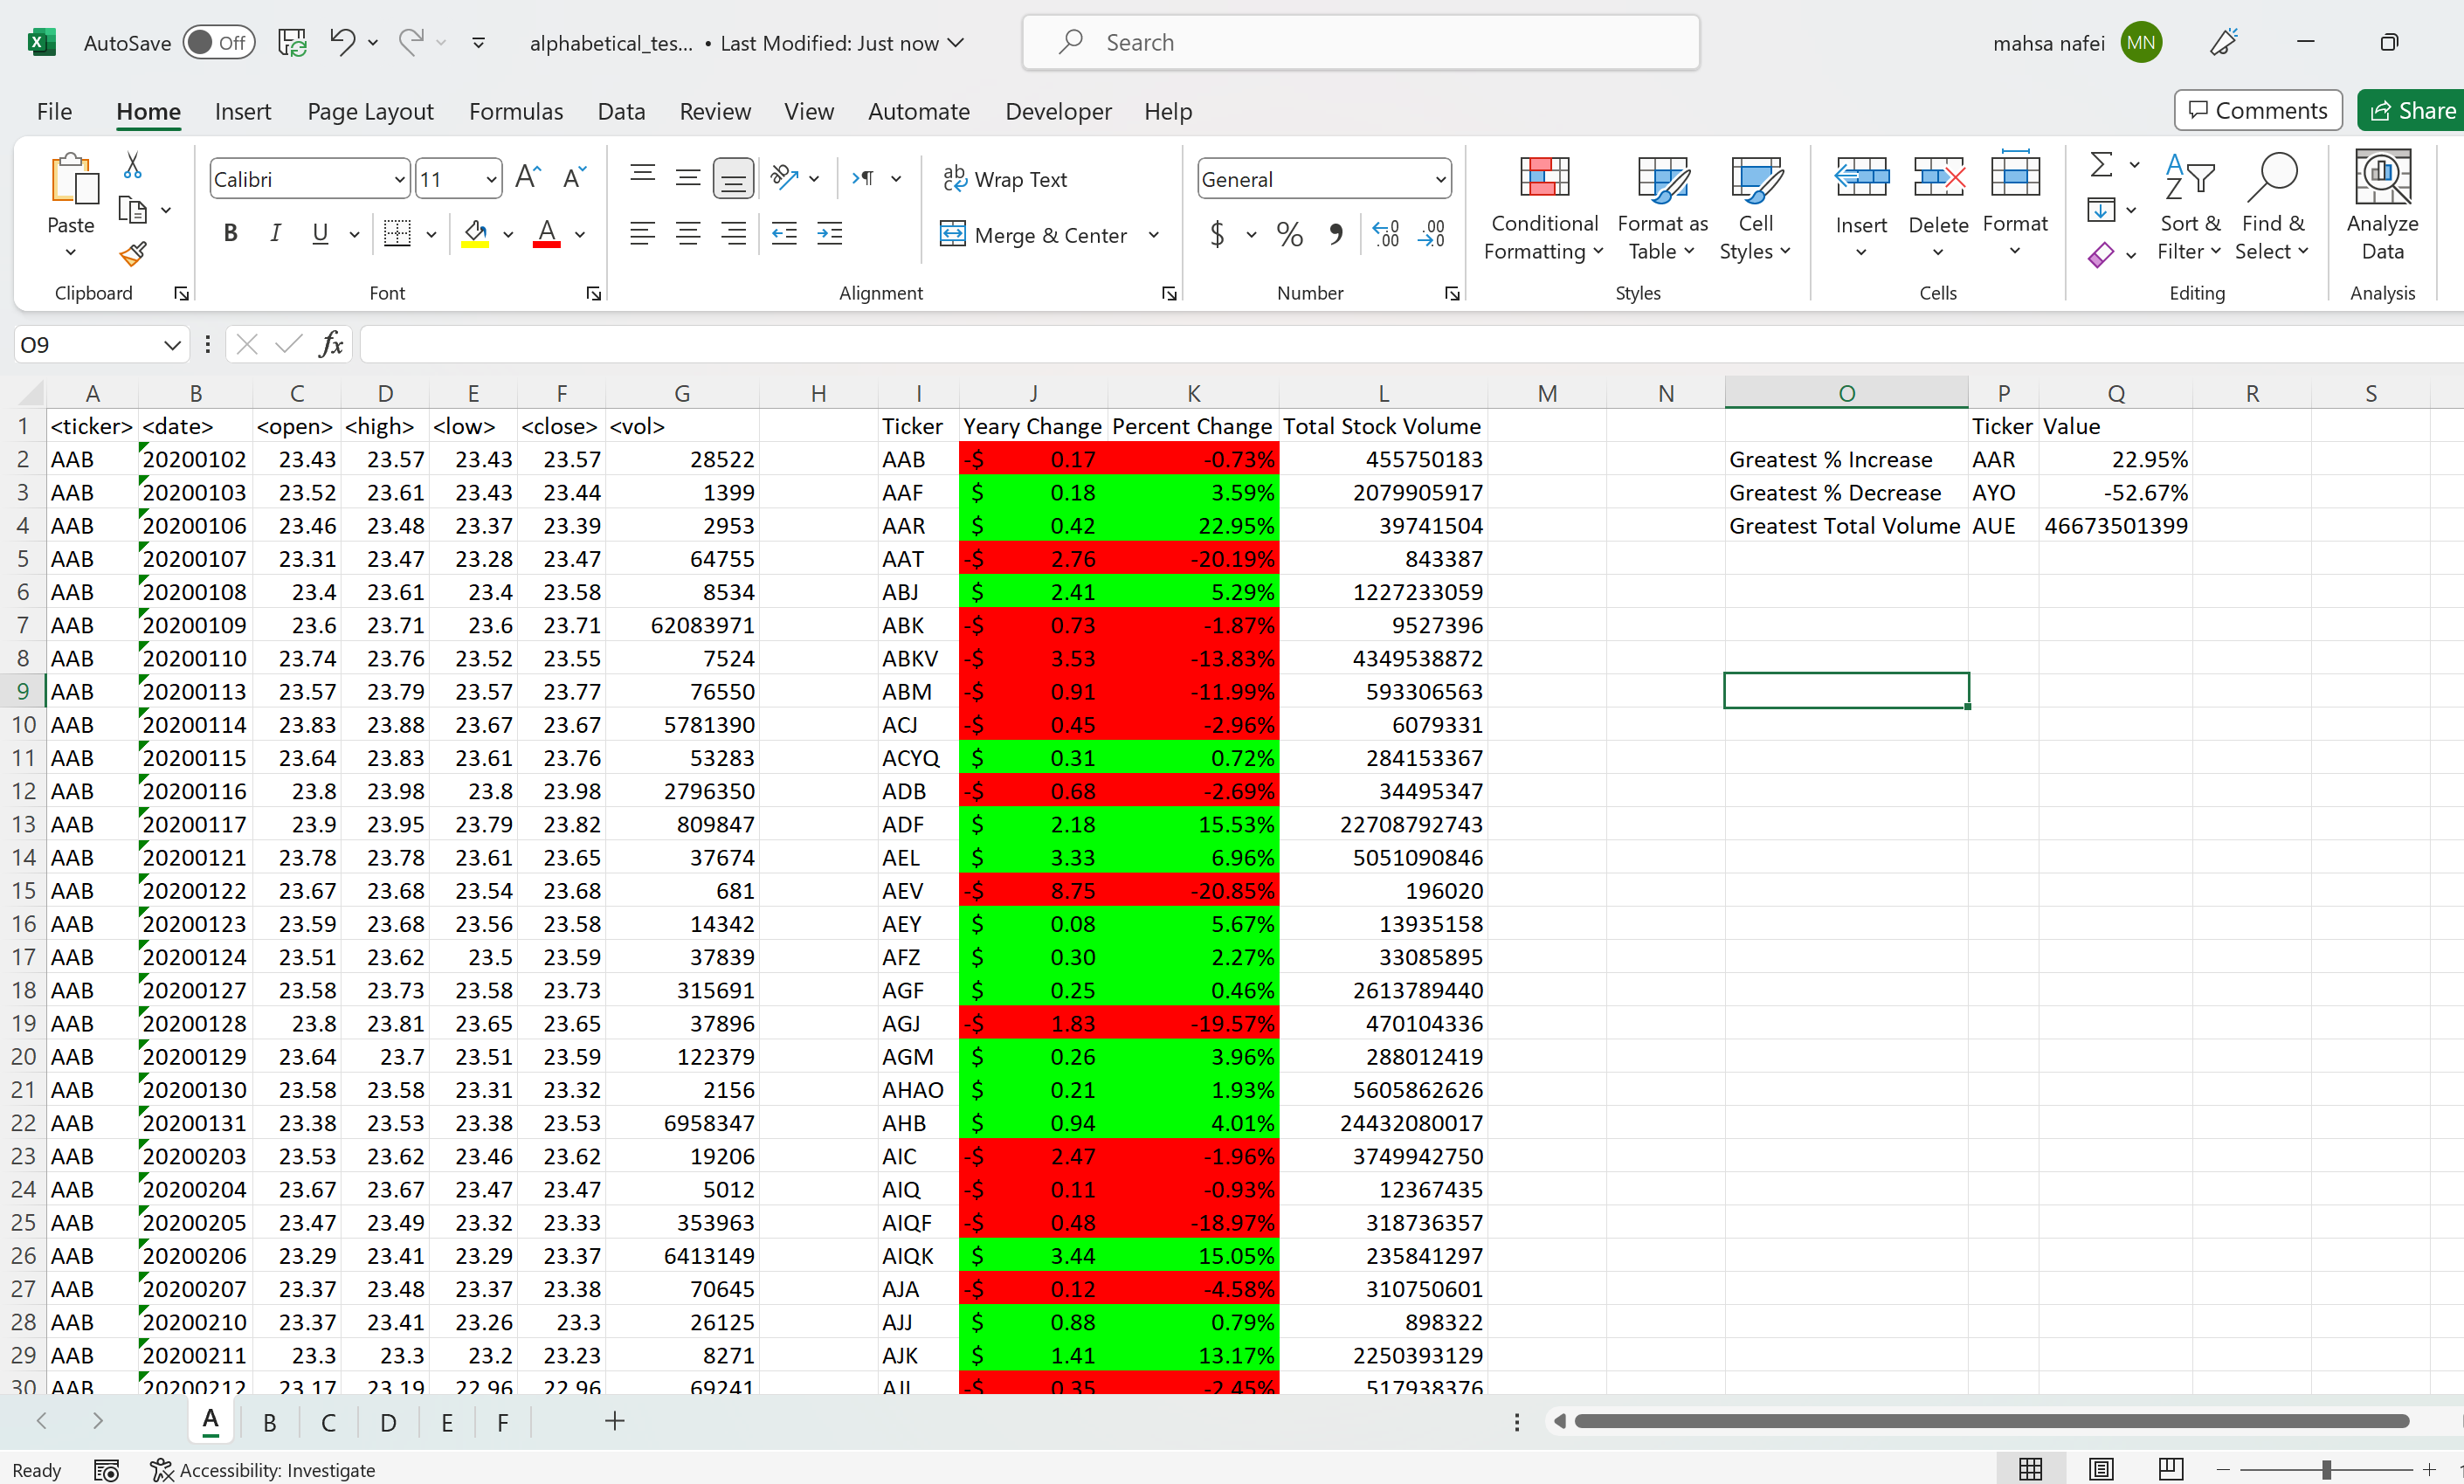 AutoSave Off alphabetical_tes... • Last Modified: Just now Search mahsa nafei MN
File Home Insert Page Layout Formulas Data Review View Automate Developer Help Comments Share
Paste Calibri 11 Wrap Text General Conditional Formatting Format as Table Cell Styles Insert Delete Format Sort & Filter Find & Select Analyze Data
B I U Merge & Center $ %
Clipboard Font Alignment Number Styles Cells Editing Analysis
O9 fx
A B C D E F G H I J K L M N O P Q R S
1 <ticker> <date> <open> <high> <low> <close> <vol> Ticker Yeary Change Percent Change Total Stock Volume Ticker Value
2 AAB 20200102 23.43 23.57 23.43 23.57 28522 AAB -$ 0.17 -0.73% 455750183 Greatest % Increase AAR 22.95%
3 AAB 20200103 23.52 23.61 23.43 23.44 1399 AAF $ 0.18 3.59% 2079905917 Greatest % Decrease AYO -52.67%
4 AAB 20200106 23.46 23.48 23.37 23.39 2953 AAR $ 0.42 22.95% 39741504 Greatest Total Volume AUE 46673501399
5 AAB 20200107 23.31 23.47 23.28 23.47 64755 AAT -$ 2.76 -20.19% 843387
6 AAB 20200108 23.4 23.61 23.4 23.58 8534 ABJ $ 2.41 5.29% 1227233059
7 AAB 20200109 23.6 23.71 23.6 23.71 62083971 ABK -$ 0.73 -1.87% 9527396
8 AAB 20200110 23.74 23.76 23.52 23.55 7524 ABKV -$ 3.53 -13.83% 4349538872
9 AAB 20200113 23.57 23.79 23.57 23.77 76550 ABM -$ 0.91 -11.99% 593306563
10 AAB 20200114 23.83 23.88 23.67 23.67 5781390 ACJ -$ 0.45 -2.96% 6079331
11 AAB 20200115 23.64 23.83 23.61 23.76 53283 ACYQ $ 0.31 0.72% 284153367
12 AAB 20200116 23.8 23.98 23.8 23.98 2796350 ADB -$ 0.68 -2.69% 34495347
13 AAB 20200117 23.9 23.95 23.79 23.82 809847 ADF $ 2.18 15.53% 22708792743
14 AAB 20200121 23.78 23.78 23.61 23.65 37674 AEL $ 3.33 6.96% 5051090846
15 AAB 20200122 23.67 23.68 23.54 23.68 681 AEV -$ 8.75 -20.85% 196020
16 AAB 20200123 23.59 23.68 23.56 23.58 14342 AEY $ 0.08 5.67% 13935158
17 AAB 20200124 23.51 23.62 23.5 23.59 37839 AFZ $ 0.30 2.27% 33085895
18 AAB 20200127 23.58 23.73 23.58 23.73 315691 AGF $ 0.25 0.46% 2613789440
19 AAB 20200128 23.8 23.81 23.65 23.65 37896 AGJ -$ 1.83 -19.57% 470104336
20 AAB 20200129 23.64 23.7 23.51 23.59 122379 AGM $ 0.26 3.96% 288012419
21 AAB 20200130 23.58 23.58 23.31 23.32 2156 AHAO $ 0.21 1.93% 5605862626
22 AAB 20200131 23.38 23.53 23.38 23.53 6958347 AHB $ 0.94 4.01% 24432080017
23 AAB 20200203 23.53 23.62 23.46 23.62 19206 AIC -$ 2.47 -1.96% 3749942750
24 AAB 20200204 23.67 23.67 23.47 23.47 5012 AIQ -$ 0.11 -0.93% 12367435
25 AAB 20200205 23.47 23.49 23.32 23.33 353963 AIQF -$ 0.48 -18.97% 318736357
26 AAB 20200206 23.29 23.41 23.29 23.37 6413149 AIQK $ 3.44 15.05% 235841297
27 AAB 20200207 23.37 23.48 23.37 23.38 70645 AJA -$ 0.12 -4.58% 310750601
28 AAB 20200210 23.37 23.41 23.26 23.3 26125 AJJ $ 0.88 0.79% 898322
29 AAB 20200211 23.3 23.3 23.2 23.23 8271 AJK $ 1.41 13.17% 2250393129
30 AAB 20200212 23.17 23.19 22.96 22.96 69241 AJL -$ 0.35 -2.45% 517938376
A B C D E F
Ready Accessibility: Investigate